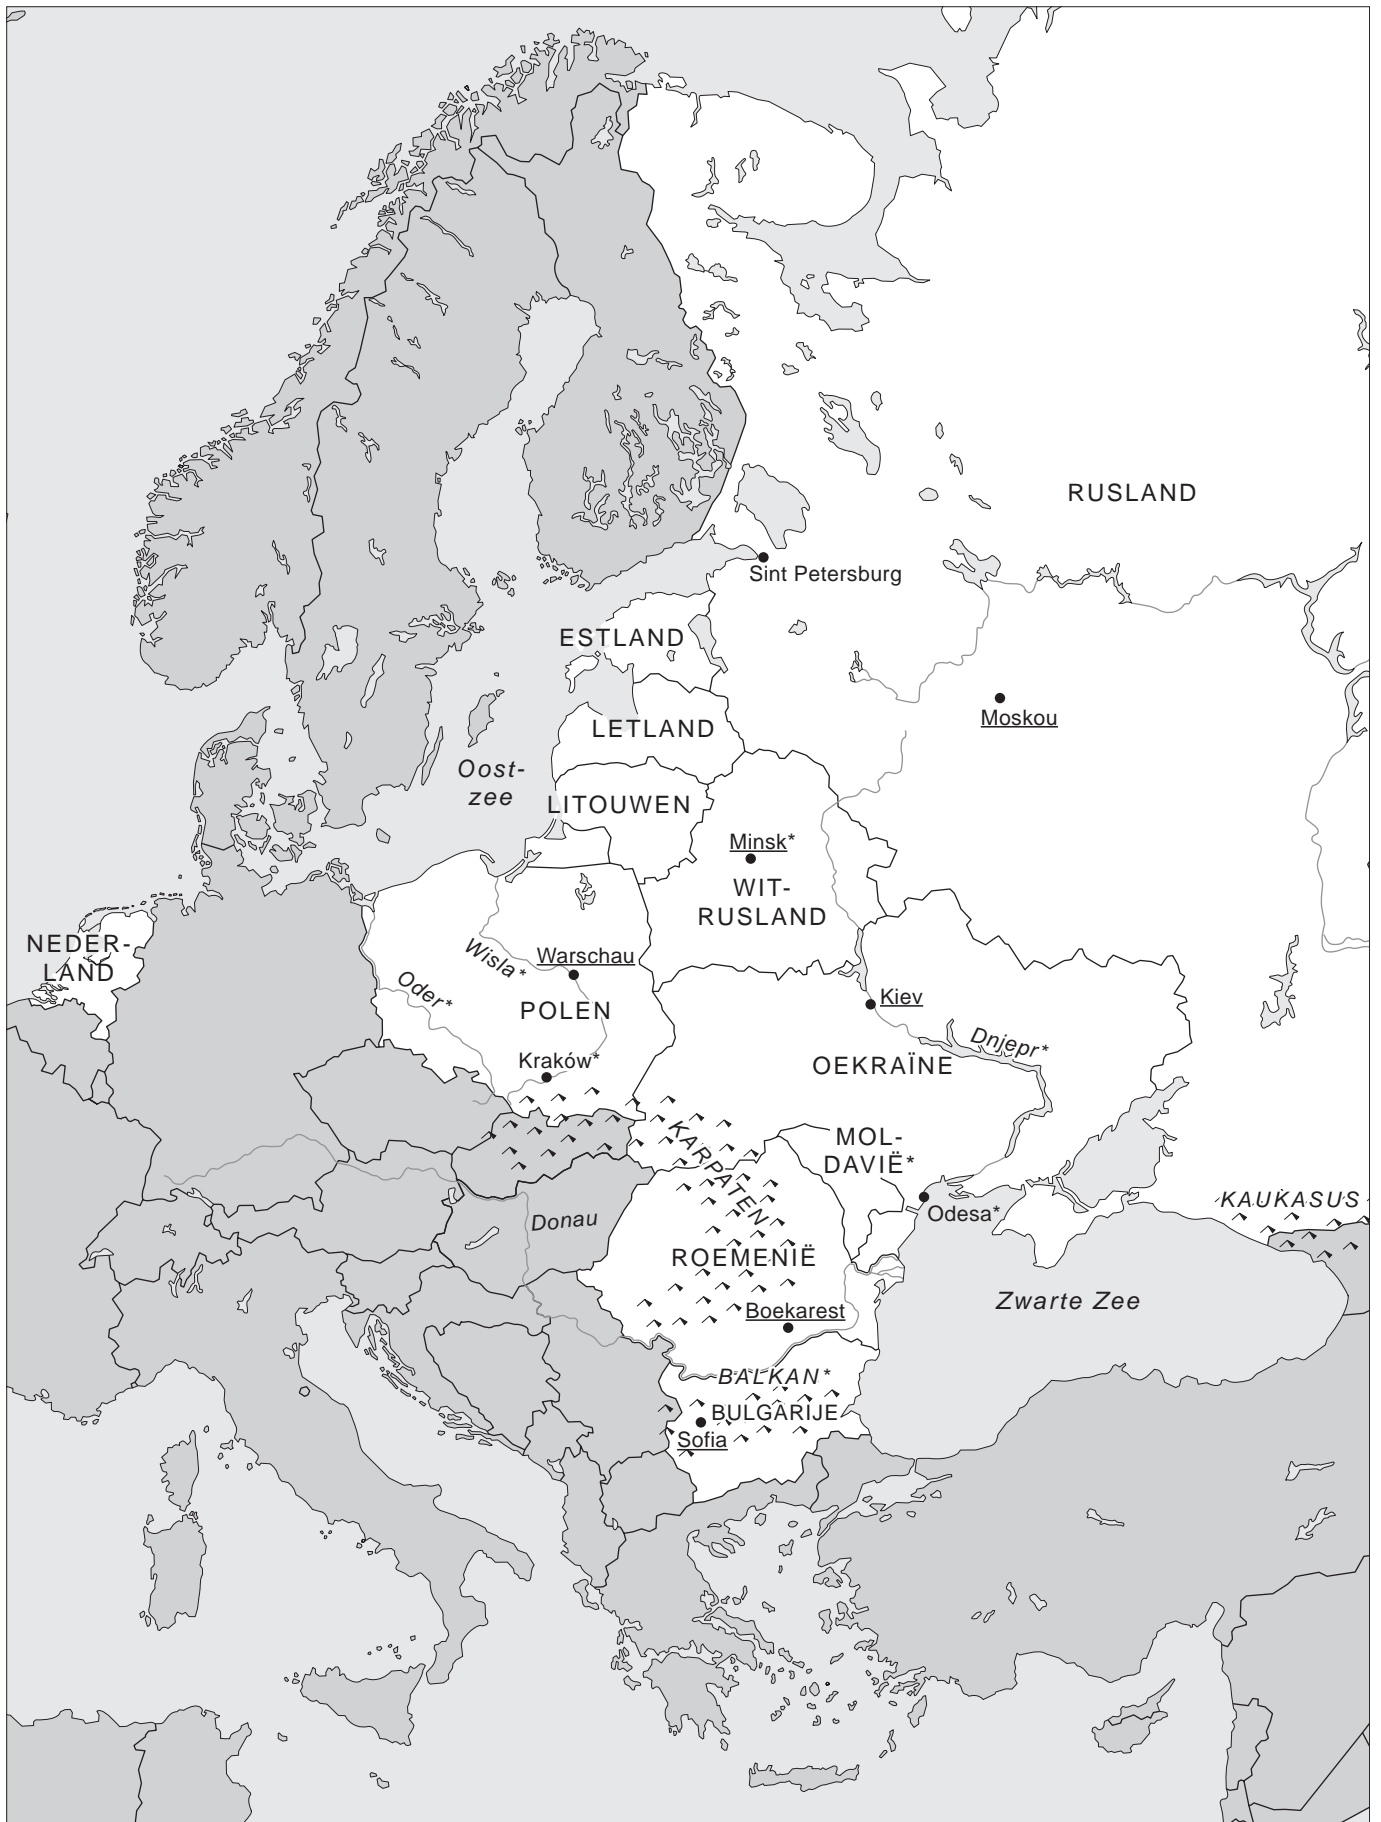 RUSLAND
Sint Petersburg
ESTLAND
Moskou
LETLAND
Oost-
zee
LITOUWEN
Minsk*
WIT-
RUSLAND
NEDER-
LAND
Wisla*
Warschau
Oder*
POLEN
Kiev
Dnjepr*
Kraków*
OEKRAÏNE
KARPATEN
MOL-
DAVIË*
KAUKASUS
Odesa*
Donau
ROEMENIË
Zwarte Zee
Boekarest
BALKAN*
BULGARIJE
Sofia